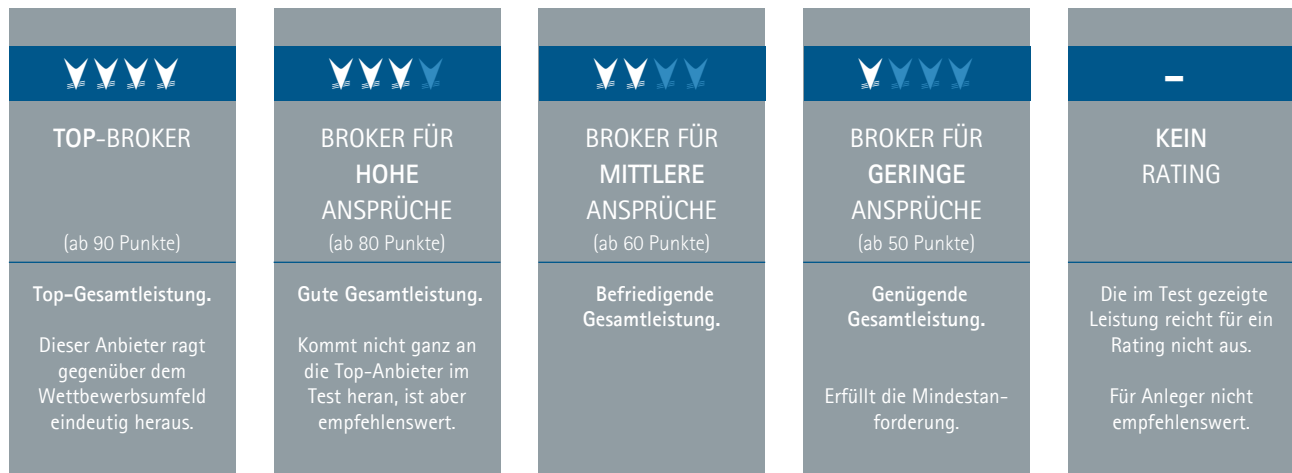 TOP-BROKER
(ab 90 Punkte)
Top-Gesamtleistung.
Dieser Anbieter ragt
gegenüber dem
Wettbewerbsumfeld
eindeutig heraus.
BROKER FÜR
HOHE
ANSPRÜCHE
(ab 80 Punkte)
Gute Gesamtleistung.
Kommt nicht ganz an
die Top-Anbieter im
Test heran, ist aber
empfehlenswert.
BROKER FÜR
MITTLERE
ANSPRÜCHE
(ab 60 Punkte)
Befriedigende
Gesamtleistung.
BROKER FÜR
GERINGE
ANSPRÜCHE
(ab 50 Punkte)
Genügende
Gesamtleistung.
Erfüllt die Mindestan-
forderung.
–
KEIN
RATING
Die im Test gezeigte
Leistung reicht für ein
Rating nicht aus.
Für Anleger nicht
empfehlenswert.